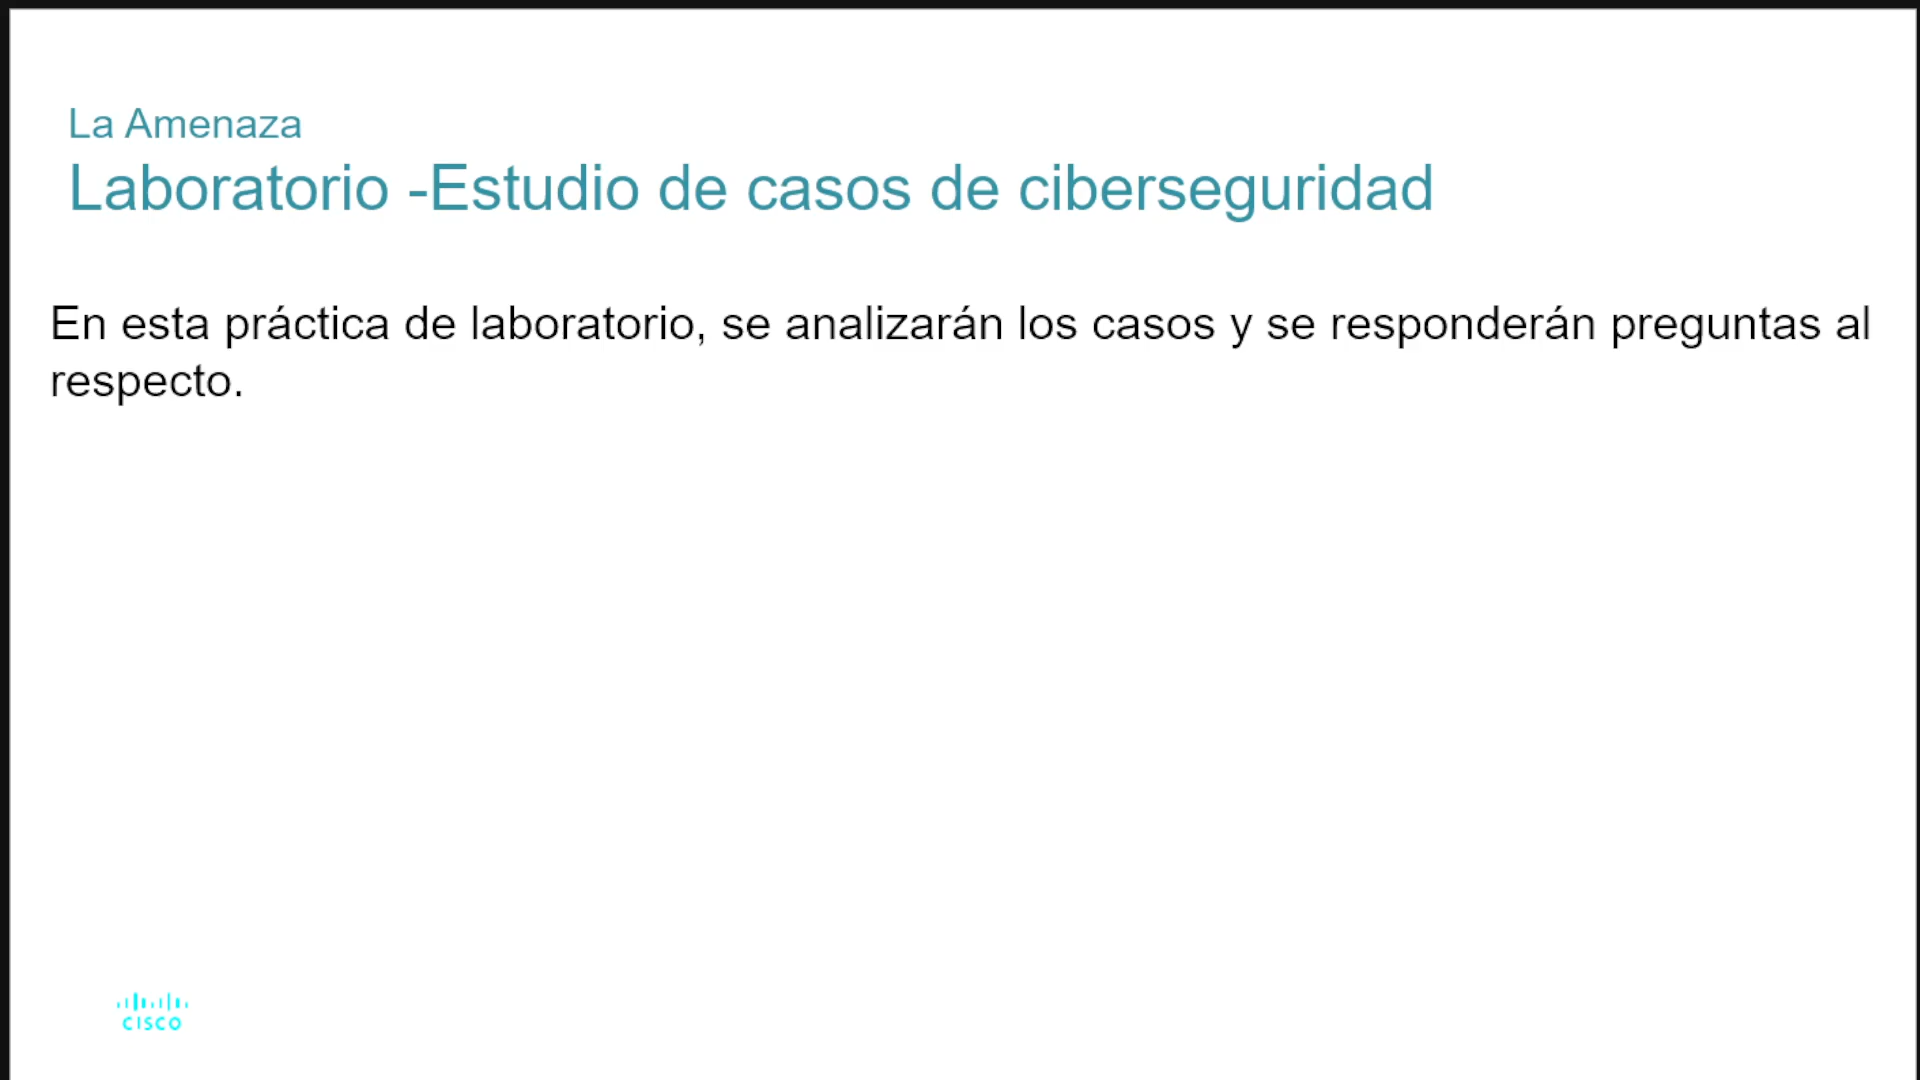 La Amenaza
Laboratorio -Estudio de casos de ciberseguridad
En esta práctica de laboratorio, se analizarán los casos y se responderán preguntas al
respecto.
CISCO